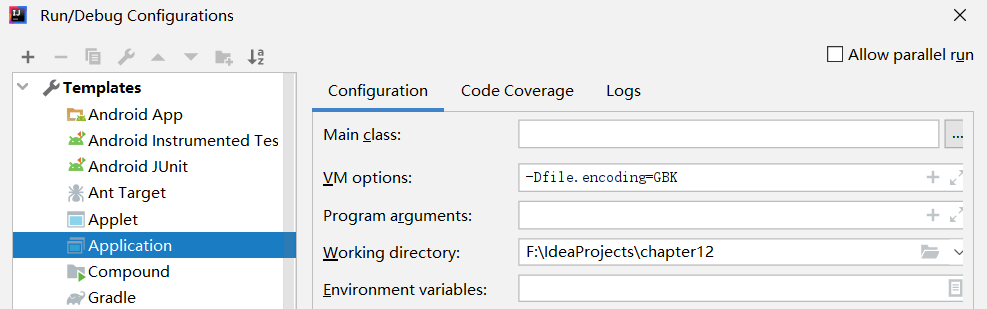 Run/Debug Configurations
Allow parallel run
Templates
Android App
Android Instrumented Tes
Android JUnit
Ant Target
Applet
Application
Compound
Gradle
Configuration Code Coverage Logs
Main class: ...
VM options: -Dfile.encoding=GBK
Program arguments:
Working directory: F:\IdeaProjects\chapter12
Environment variables: